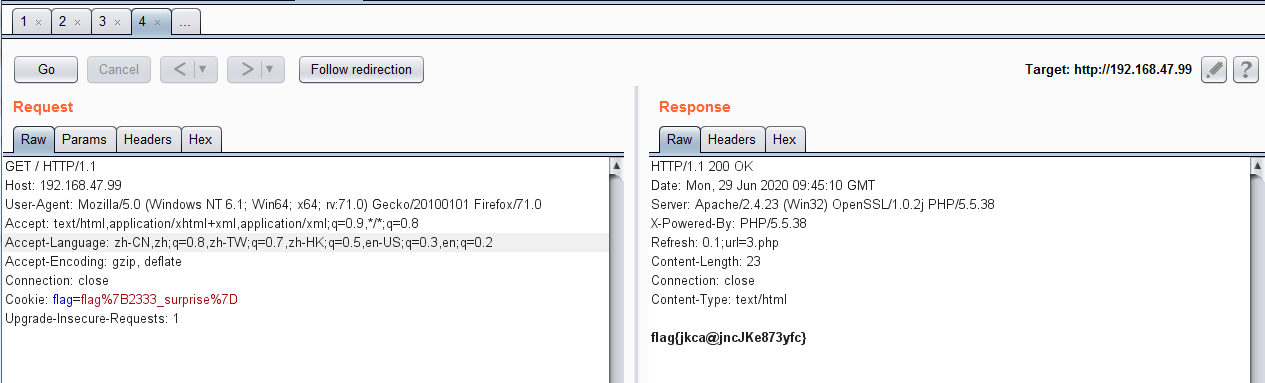 1 × 2 × 3 × 4 × ...
Go Cancel < > Follow redirection Target: http://192.168.47.99 ?
Request
Raw Params Headers Hex
GET / HTTP/1.1
Host: 192.168.47.99
User-Agent: Mozilla/5.0 (Windows NT 6.1; Win64; x64; rv:71.0) Gecko/20100101 Firefox/71.0
Accept: text/html,application/xhtml+xml,application/xml;q=0.9,*/*;q=0.8
Accept-Language: zh-CN,zh;q=0.8,zh-TW;q=0.7,zh-HK;q=0.5,en-US;q=0.3,en;q=0.2
Accept-Encoding: gzip, deflate
Connection: close
Cookie: flag=flag%7B2333_surprise%7D
Upgrade-Insecure-Requests: 1
Response
Raw Headers Hex
HTTP/1.1 200 OK
Date: Mon, 29 Jun 2020 09:45:10 GMT
Server: Apache/2.4.23 (Win32) OpenSSL/1.0.2j PHP/5.5.38
X-Powered-By: PHP/5.5.38
Refresh: 0.1;url=3.php
Content-Length: 23
Connection: close
Content-Type: text/html
flag{jkca@jncJKe873yfc}